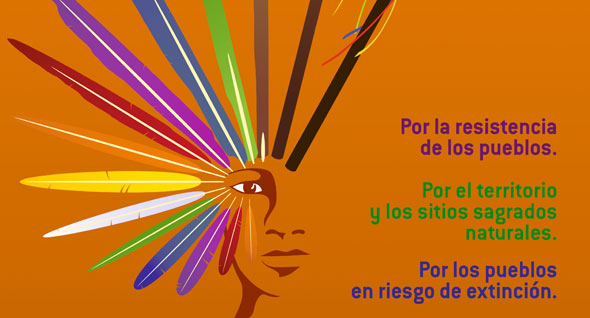 Por la resistencia
de los pueblos.
Por el territorio
y los sitios sagrados
naturales.
Por los pueblos
en riesgo de extinción.